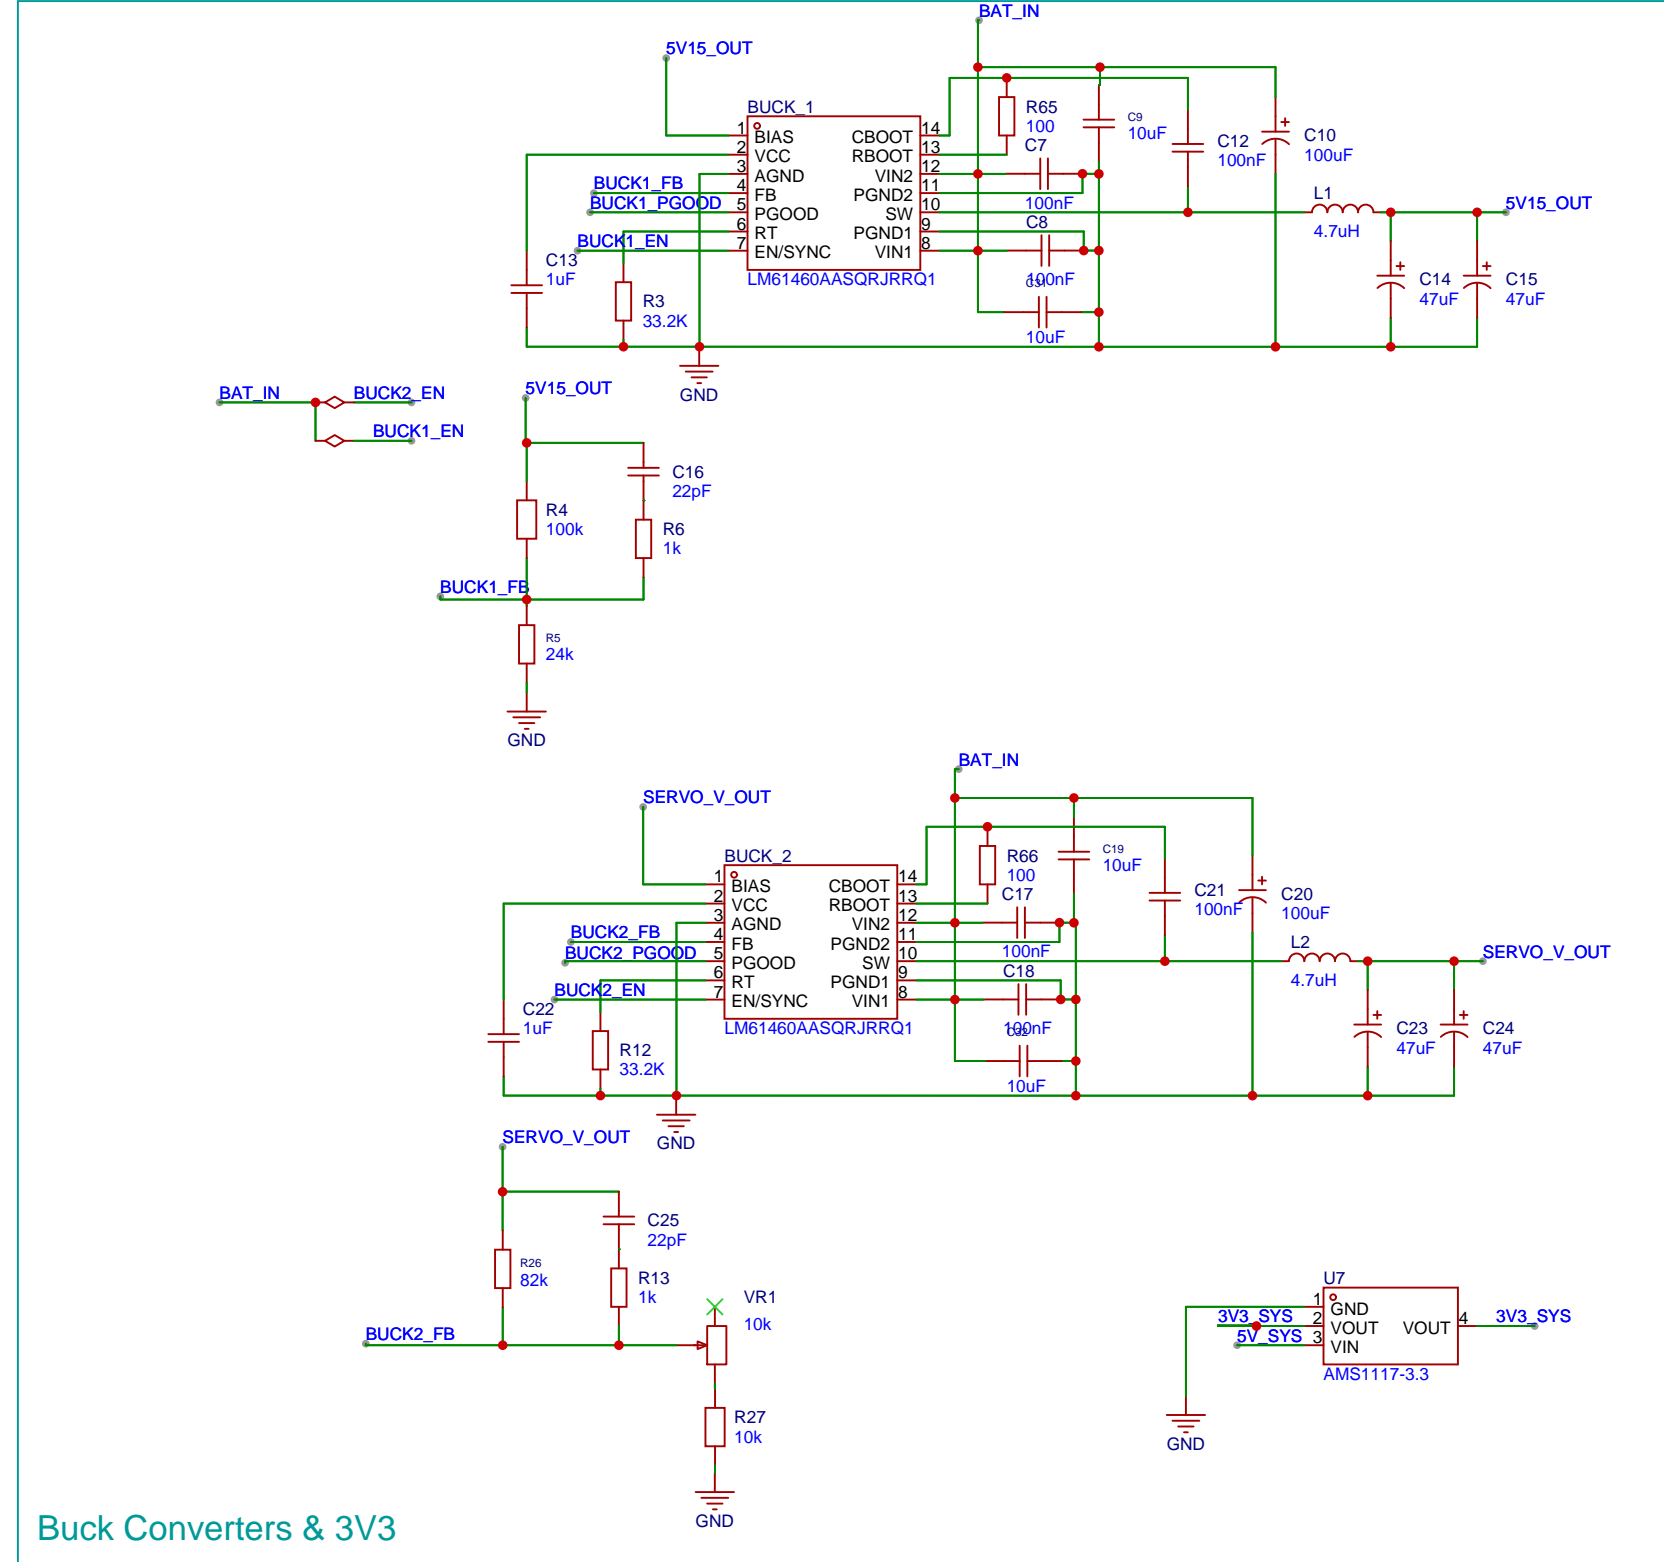 BAT_IN
5V15_OUT
BUCK_1
1 BIAS
2 VCC
3 AGND
4 FB
5 PGOOD
6 RT
7 EN/SYNC
CBOOT 14
RBOOT 13
VIN2 12
PGND2 11
SW 10
PGND1 9
VIN1 8
LM61460AASQRJRRQ1
BUCK1_FB
BUCK1_PGOOD
BUCK1_EN
C13
1uF
R3
33.2K
R65
100
C7
100nF
C8
100nF
C31
10uF
C9
10uF
C12
100nF
C10
100uF
L1
4.7uH
5V15_OUT
C14
47uF
C15
47uF
GND
BAT_IN
BUCK2_EN
BUCK1_EN
5V15_OUT
C16
22pF
R4
100k
R6
1k
BUCK1_FB
R5
24k
GND
BAT_IN
SERVO_V_OUT
BUCK_2
1 BIAS
2 VCC
3 AGND
4 FB
5 PGOOD
6 RT
7 EN/SYNC
CBOOT 14
RBOOT 13
VIN2 12
PGND2 11
SW 10
PGND1 9
VIN1 8
LM61460AASQRJRRQ1
BUCK2_FB
BUCK2_PGOOD
BUCK2_EN
C22
1uF
R12
33.2K
R66
100
C17
100nF
C18
100nF
C32
10uF
C19
10uF
C21
100nF
C20
100uF
L2
4.7uH
SERVO_V_OUT
C23
47uF
C24
47uF
GND
SERVO_V_OUT
C25
22pF
R26
82k
R13
1k
VR1
10k
BUCK2_FB
R27
10k
GND
U7
1 GND
2 VOUT
3 VIN
VOUT 4
3V3_SYS
5V_SYS
3V3_SYS
AMS1117-3.3
GND
Buck Converters & 3V3